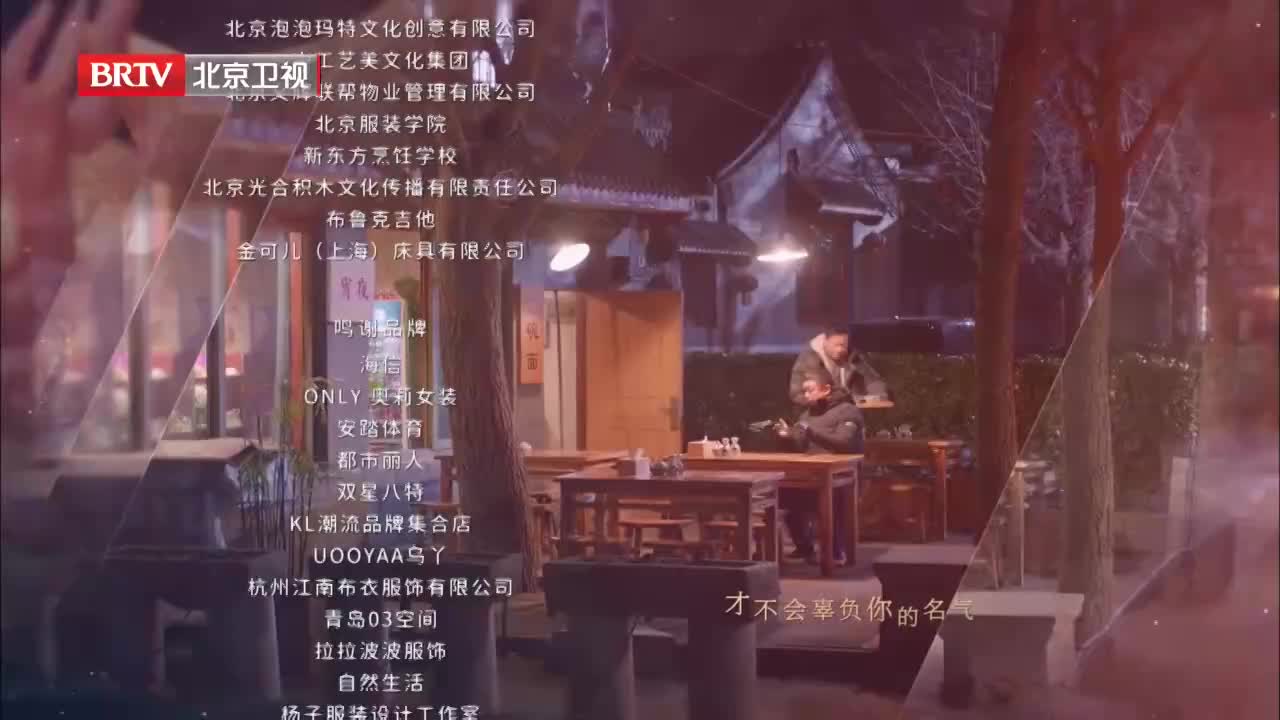 北京泡泡玛特文化创意有限公司
工艺美文化集团
BRTV 北京卫视
联帮物业管理有限公司
北京服装学院
新东方烹饪学校
北京光合积木文化传播有限责任公司
布鲁克吉他
金可儿（上海）床具有限公司
宵夜
鸣谢品牌
海信
ONLY 奥莉女装
安踏体育
都市丽人
双星八特
KL潮流品牌集合店
UOOYAA乌丫
杭州江南布衣服饰有限公司
青岛03空间
拉拉波波服饰
自然生活
杨子服装设计工作室
面
才不会辜负你的名气